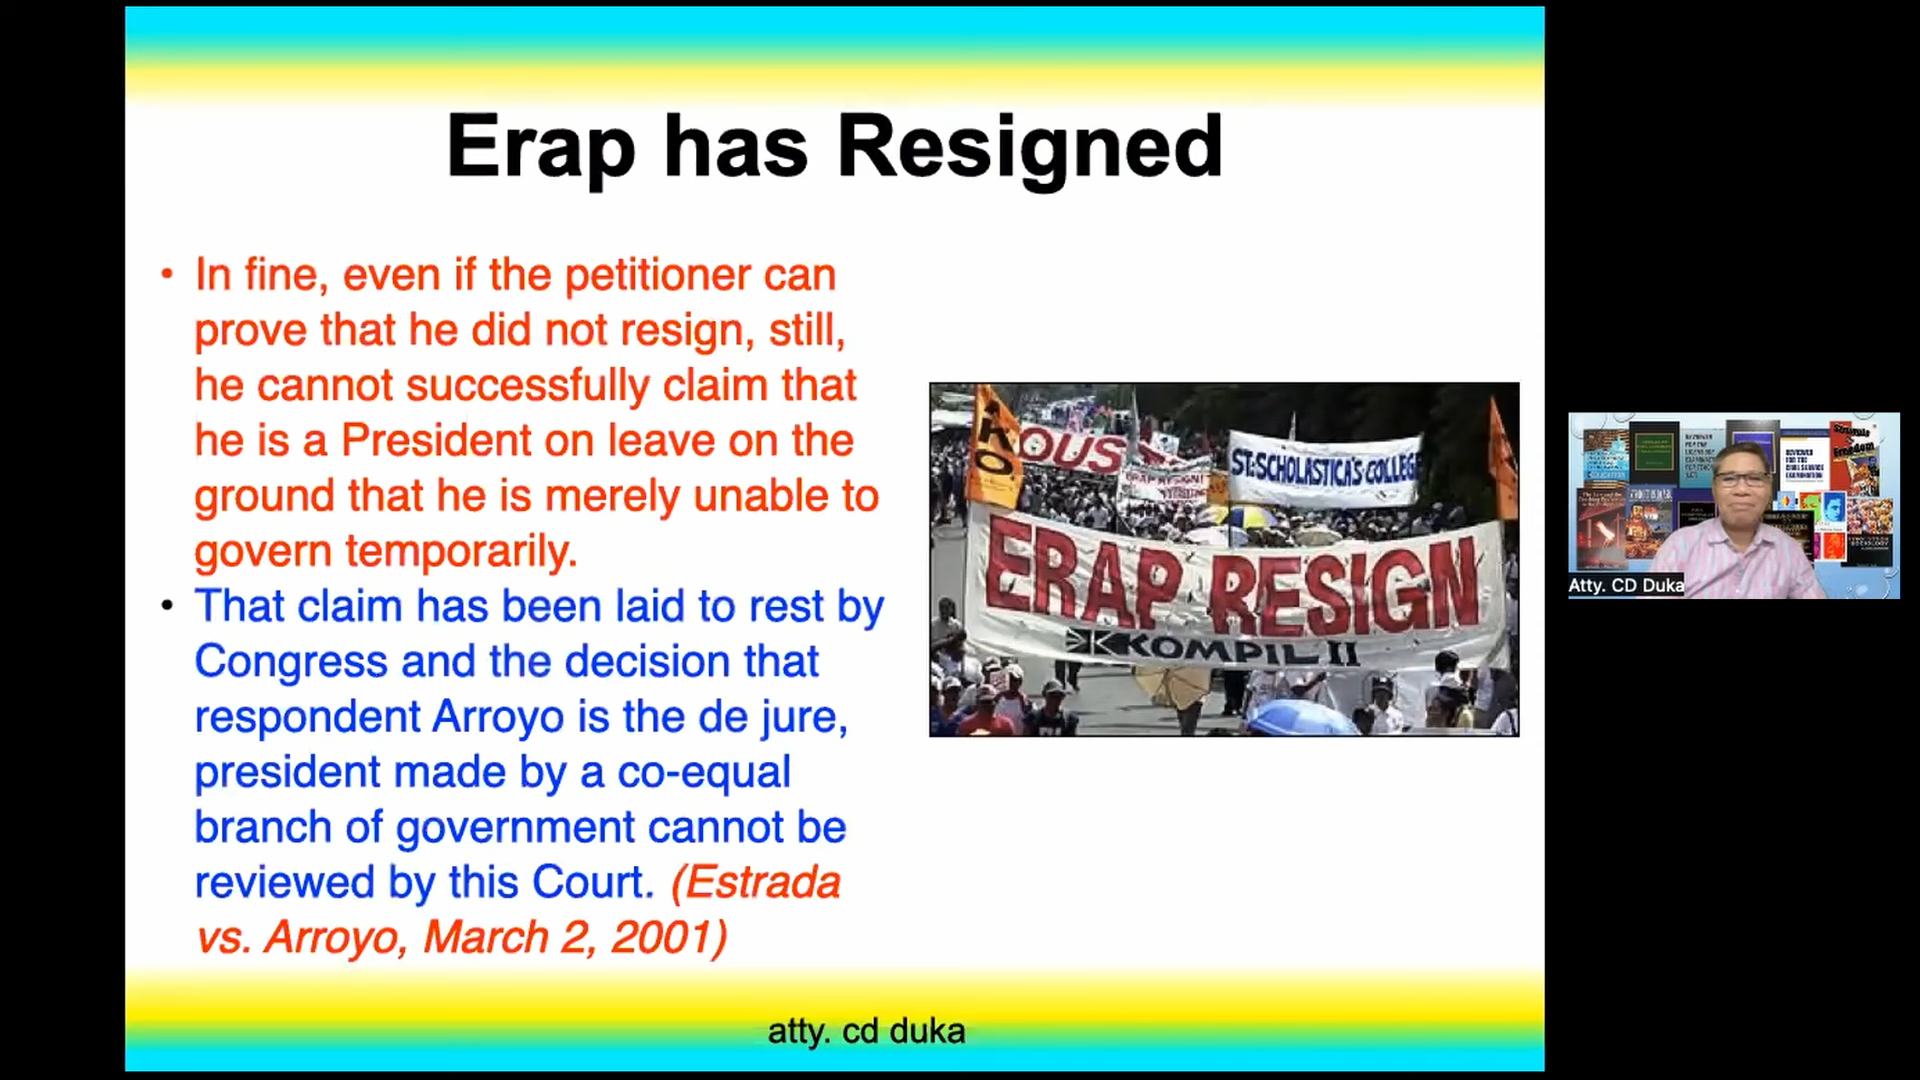 Erap has Resigned
• In fine, even if the petitioner can
prove that he did not resign, still,
he cannot successfully claim that
he is a President on leave on the
ground that he is merely unable to
govern temporarily.
• That claim has been laid to rest by
Congress and the decision that
respondent Arroyo is the de jure,
president made by a co-equal
branch of government cannot be
reviewed by this Court. (Estrada
vs. Arroyo, March 2, 2001)
OUS
ST. SCHOLASTICA'S COLLEGE
ERAP RESIGN!
ERAP RESIGN
KOMPIL II
Atty. CD Duka
atty. cd duka